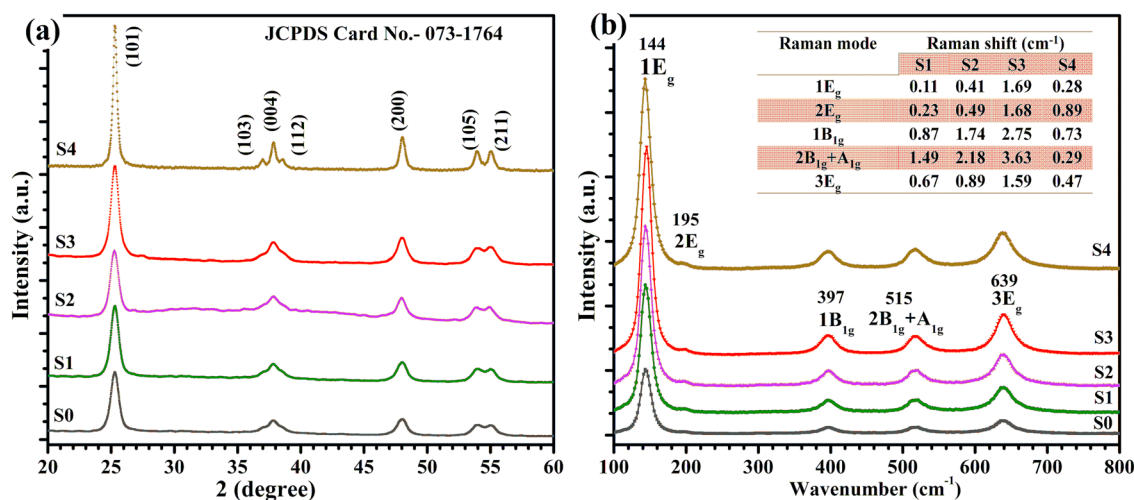 (a)
JCPDS Card No.- 073-1764
(101)
(103)
(004)
(112)
(200)
(105)
(211)
S4
S3
S2
S1
S0
Intensity (a.u.)
20 25 30 35 40 45 50 55 60
2 (degree)
(b)
144
1Eg
195
2Eg
397
1B1g
515
2B1g+A1g
639
3Eg
Raman mode Raman shift (cm-1)
S1 S2 S3 S4
1Eg 0.11 0.41 1.69 0.28
2Eg 0.23 0.49 1.68 0.89
1B1g 0.87 1.74 2.75 0.73
2B1g+A1g 1.49 2.18 3.63 0.29
3Eg 0.67 0.89 1.59 0.47
S4
S3
S2
S1
S0
Intensity (a.u.)
100 200 300 400 500 600 700 800
Wavenumber (cm-1)